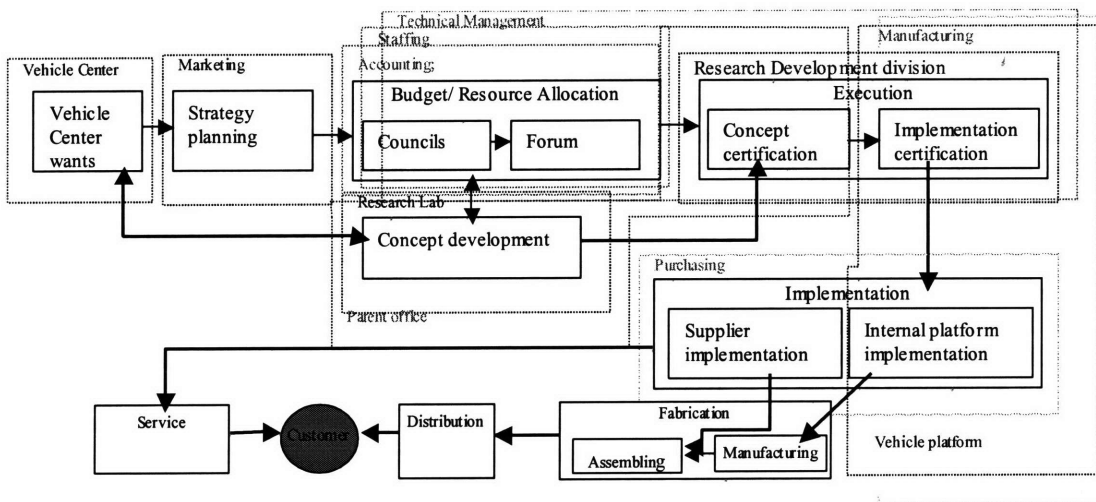 Technical Management
Staffing
Manufacturing
Vehicle Center
Marketing
Accounting;
Research Development division
Budget/ Resource Allocation
Execution
Vehicle
Center
wants
Strategy
planning
Councils
Forum
Concept
certification
Implementation
certification
Research Lab
Concept development
Purchasing
Implementation
Parent office
Supplier
implementation
Internal platform
implementation
Service
Customer
Distribution
Fabrication
Assembling
Manufacturing
Vehicle platform